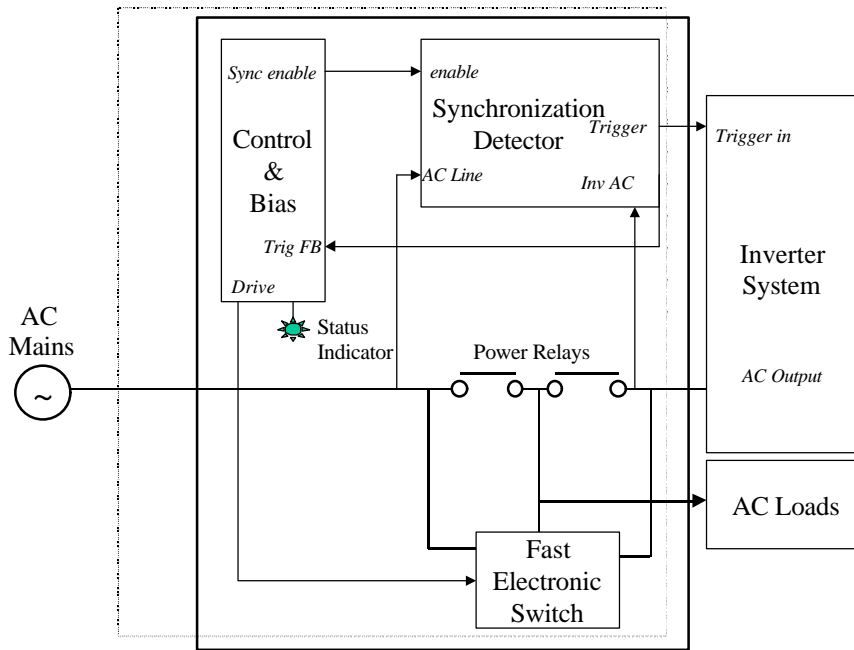 Sync enable
Control
&
Bias
Trig FB
Drive
enable
Synchronization
Detector
Trigger
AC Line
Inv AC
Trigger in
Inverter
System
AC Output
AC
Mains
~
Status
Indicator
Power Relays
Fast
Electronic
Switch
AC Loads